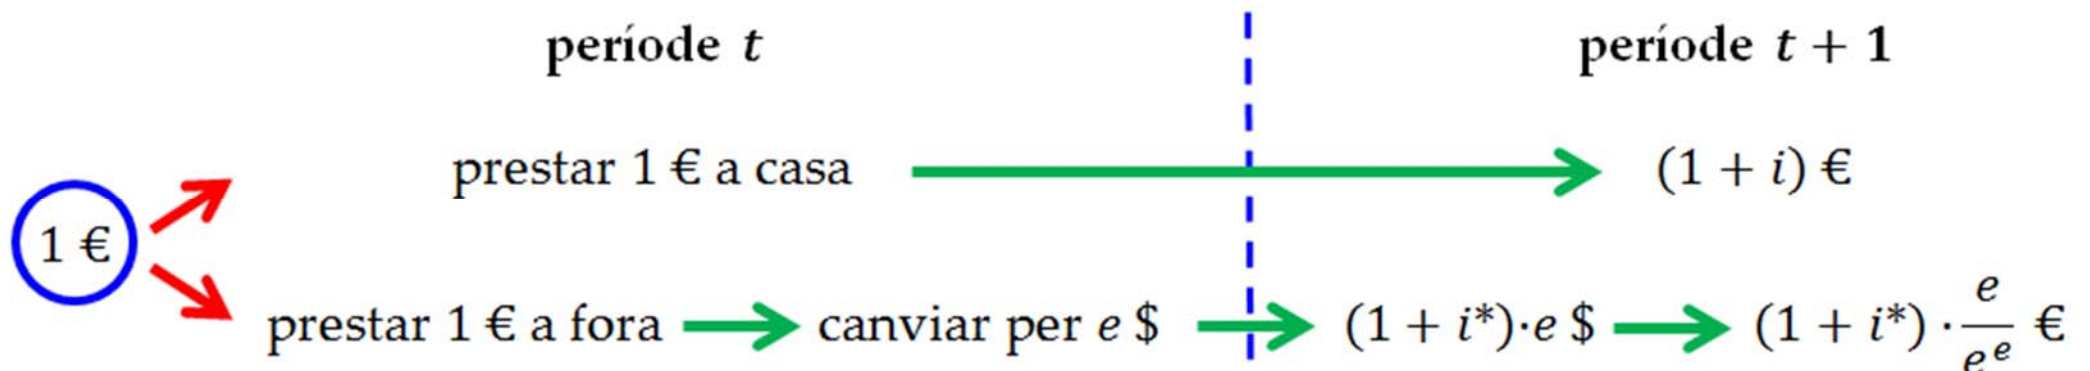 període t període t + 1
prestar 1 € a casa (1 + i) €
1 €
prestar 1 € a fora canviar per e $ (1 + i*)·e $ (1 + i*) · e/e^e €